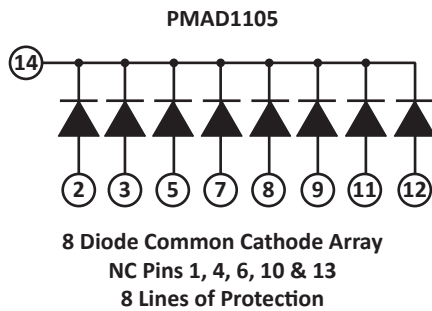 PMAD1105
14
2 3 5 7 8 9 11 12
8 Diode Common Cathode Array
NC Pins 1, 4, 6, 10 & 13
8 Lines of Protection